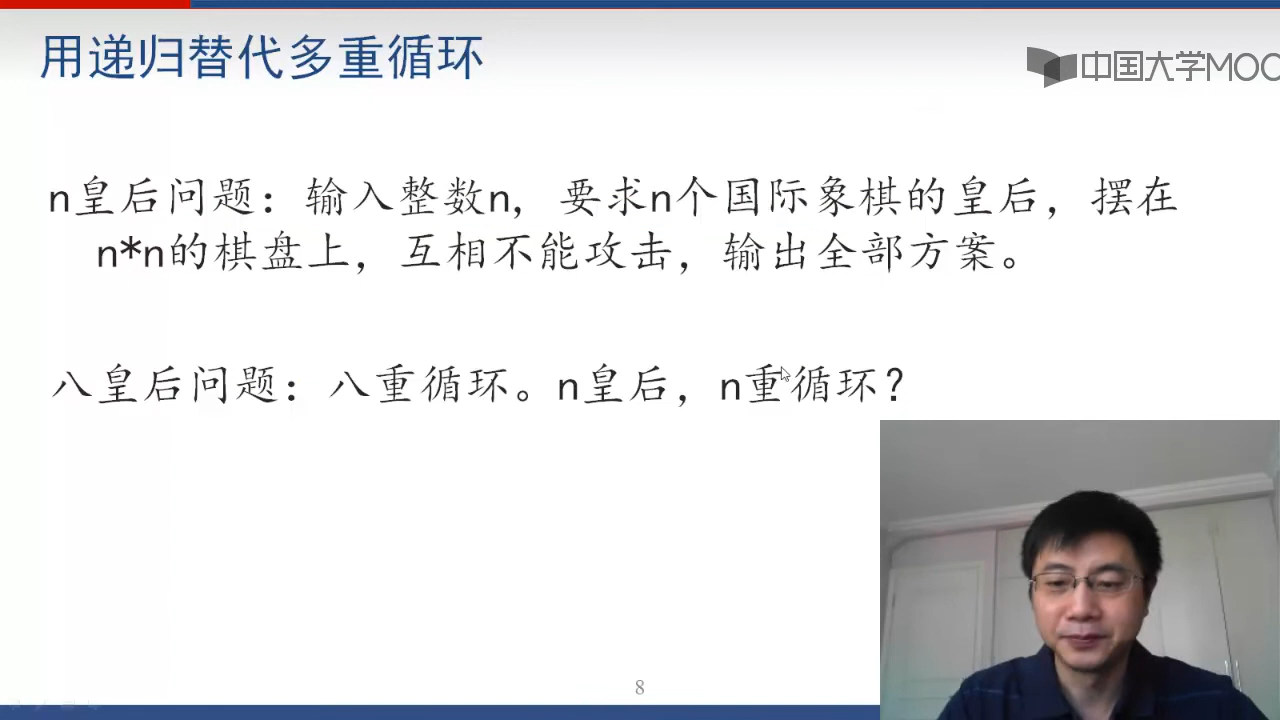 用递归替代多重循环
中国大学MOO
n皇后问题：输入整数n，要求n个国际象棋的皇后，摆在
n*n的棋盘上，互相不能攻击，输出全部方案。
八皇后问题：八重循环。n皇后，n重循环？
8